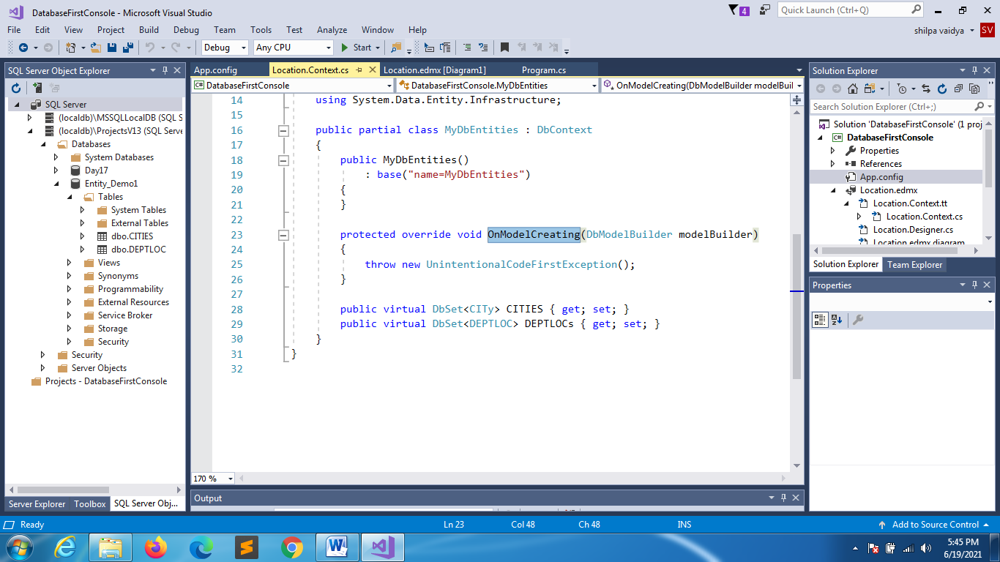 DatabaseFirstConsole - Microsoft Visual Studio
4
Quick Launch (Ctrl+Q)
File Edit View Project Build Debug Team Tools Test Analyze Window Help
shilpa vaidya SV
Debug Any CPU Start
SQL Server Object Explorer
SQL Server
(localdb)\MSSQLLocalDB (SQL S
(localdb)\ProjectsV13 (SQL Serve
Databases
System Databases
Day17
Entity_Demo1
Tables
System Tables
External Tables
dbo.CITIES
dbo.DEPTLOC
Views
Synonyms
Programmability
External Resources
Service Broker
Storage
Security
Security
Server Objects
Projects - DatabaseFirstConsole
Server Explorer Toolbox SQL Server Obj...
App.config Location.Context.cs Location.edmx [Diagram1] Program.cs
DatabaseFirstConsole DatabaseFirstConsole.MyDbEntities OnModelCreating(DbModelBuilder modelBuil
14 using System.Data.Entity.Infrastructure;
15
16 public partial class MyDbEntities : DbContext
17 {
18 public MyDbEntities()
19 : base("name=MyDbEntities")
20 {
21 }
22
23 protected override void OnModelCreating(DbModelBuilder modelBuilder)
24 {
25 throw new UnintentionalCodeFirstException();
26 }
27
28 public virtual DbSet<CITy> CITIES { get; set; }
29 public virtual DbSet<DEPTLOC> DEPTLOCs { get; set; }
30 }
31 }
32
170 %
Output
Solution Explorer
Search Solution Explorer (Ctrl+;)
Solution 'DatabaseFirstConsole' (1 proj
DatabaseFirstConsole
Properties
References
App.config
Location.edmx
Location.Context.tt
Location.Context.cs
Location.Designer.cs
Location.edmx.diagram
Solution Explorer Team Explorer
Properties
Ready Ln 23 Col 48 Ch 48 INS Add to Source Control
5:45 PM
6/19/2021